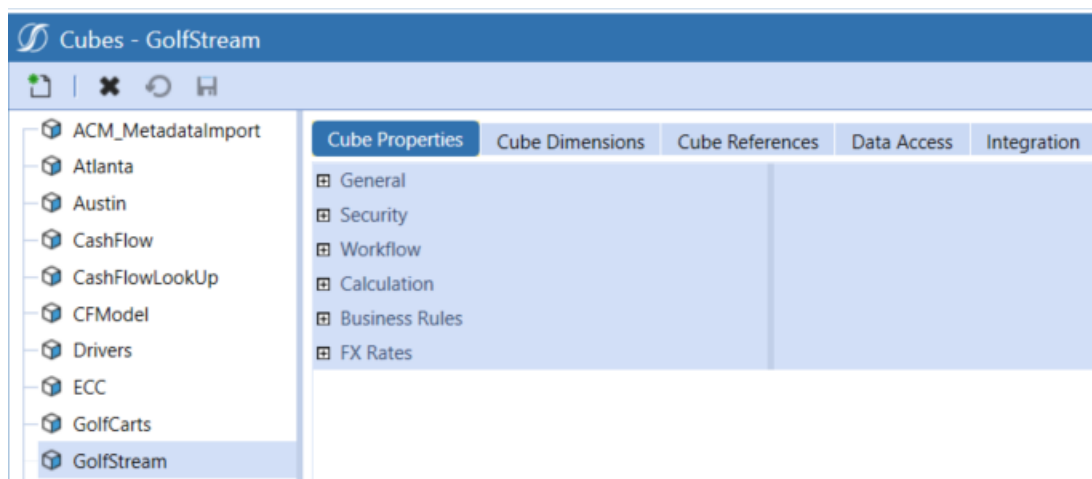 Cubes - GolfStream
ACM_MetadataImport
Atlanta
Austin
CashFlow
CashFlowLookUp
CFModel
Drivers
ECC
GolfCarts
GolfStream
Cube Properties Cube Dimensions Cube References Data Access Integration
General
Security
Workflow
Calculation
Business Rules
FX Rates